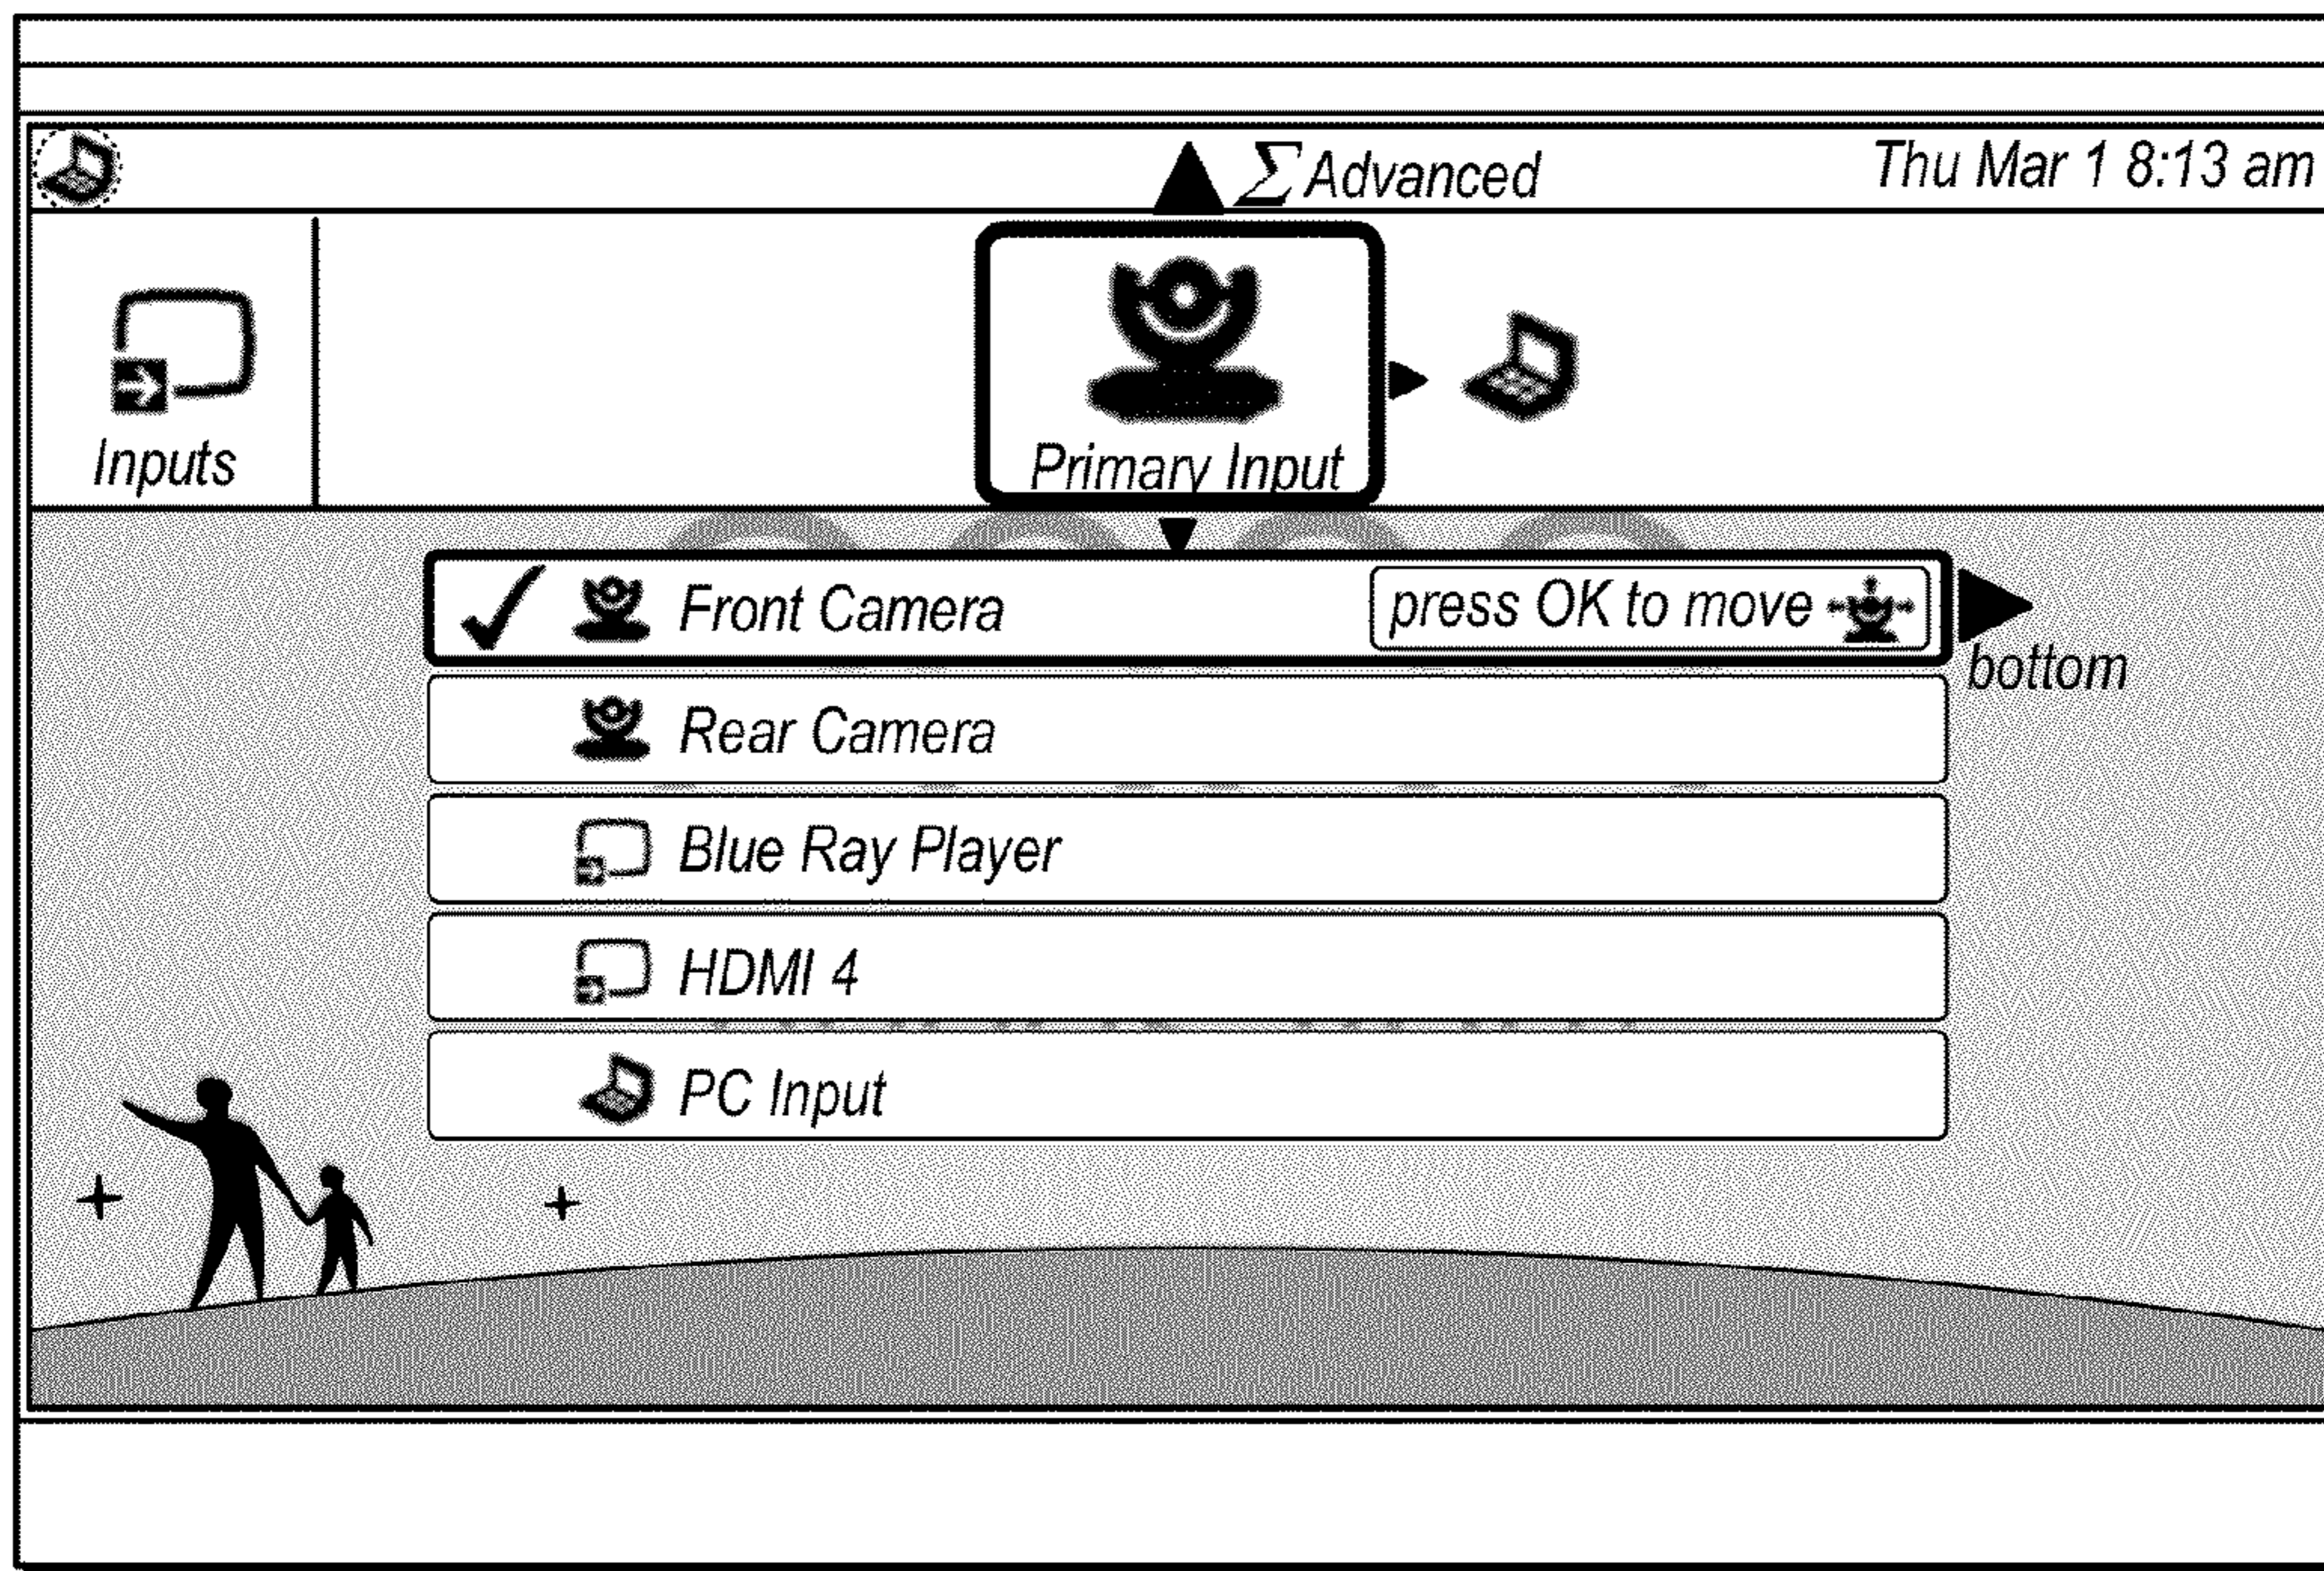 Σ Advanced
Thu Mar 1 8:13 am
Inputs
Primary Input
Front Camera
press OK to move
bottom
Rear Camera
Blue Ray Player
HDMI 4
PC Input